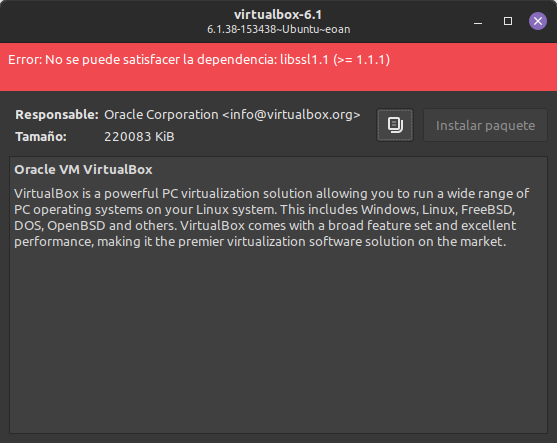 virtualbox-6.1
6.1.38-153438~Ubuntu~eoan
Error: No se puede satisfacer la dependencia: libssl1.1 (>= 1.1.1)
Responsable: Oracle Corporation <info@virtualbox.org>
Instalar paquete
Tamaño: 220083 KiB
Oracle VM VirtualBox
VirtualBox is a powerful PC virtualization solution allowing you to run a wide range of
PC operating systems on your Linux system. This includes Windows, Linux, FreeBSD,
DOS, OpenBSD and others. VirtualBox comes with a broad feature set and excellent
performance, making it the premier virtualization software solution on the market.